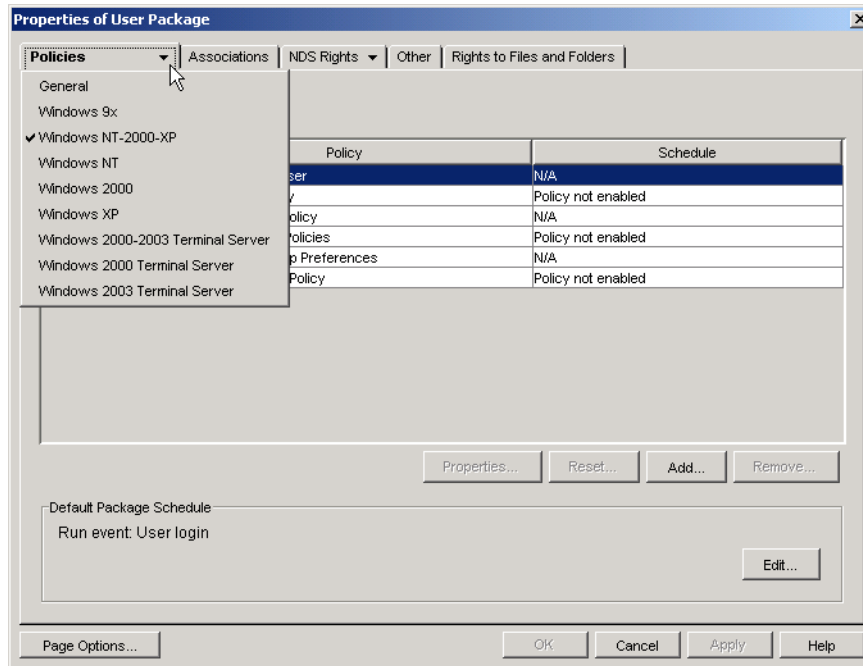 Properties of User Package
Policies Associations NDS Rights Other Rights to Files and Folders
General
Windows 9x
Windows NT-2000-XP
Windows NT
Windows 2000
Windows XP
Windows 2000-2003 Terminal Server
Windows 2000 Terminal Server
Windows 2003 Terminal Server
Policy Schedule
N/A
Policy not enabled
N/A
Policy not enabled
Preferences N/A
Policy Policy not enabled
Properties... Reset... Add... Remove...
Default Package Schedule
Run event: User login
Edit...
Page Options... OK Cancel Apply Help